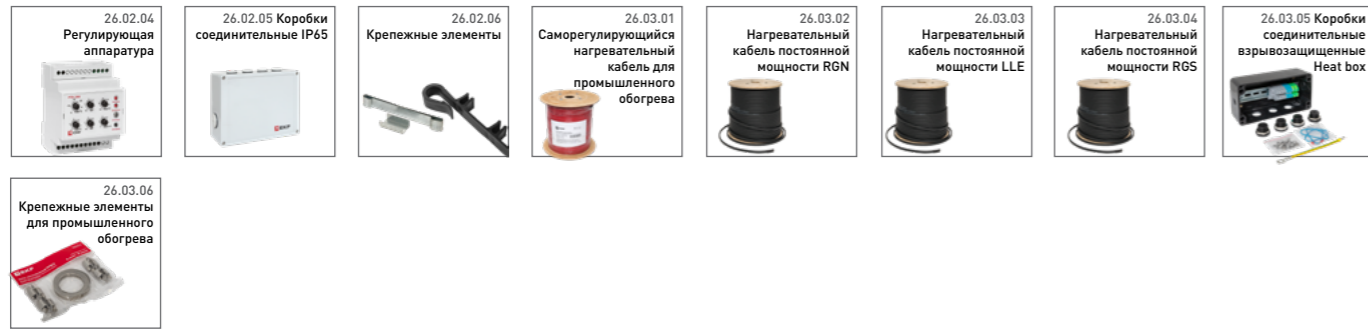 26.02.04
Регулирующая
аппаратура
26.02.05 Коробки
соединительные IP65
EKF
26.02.06
Крепежные элементы
26.03.01
Саморегулирующийся
нагревательный
кабель для
промышленного
обогрева
26.03.02
Нагревательный
кабель постоянной
мощности RGN
26.03.03
Нагревательный
кабель постоянной
мощности LLE
26.03.04
Нагревательный
кабель постоянной
мощности RGS
26.03.05 Коробки
соединительные
взрывозащищенные
Heat box
26.03.06
Крепежные элементы
для промышленного
обогрева
EKF